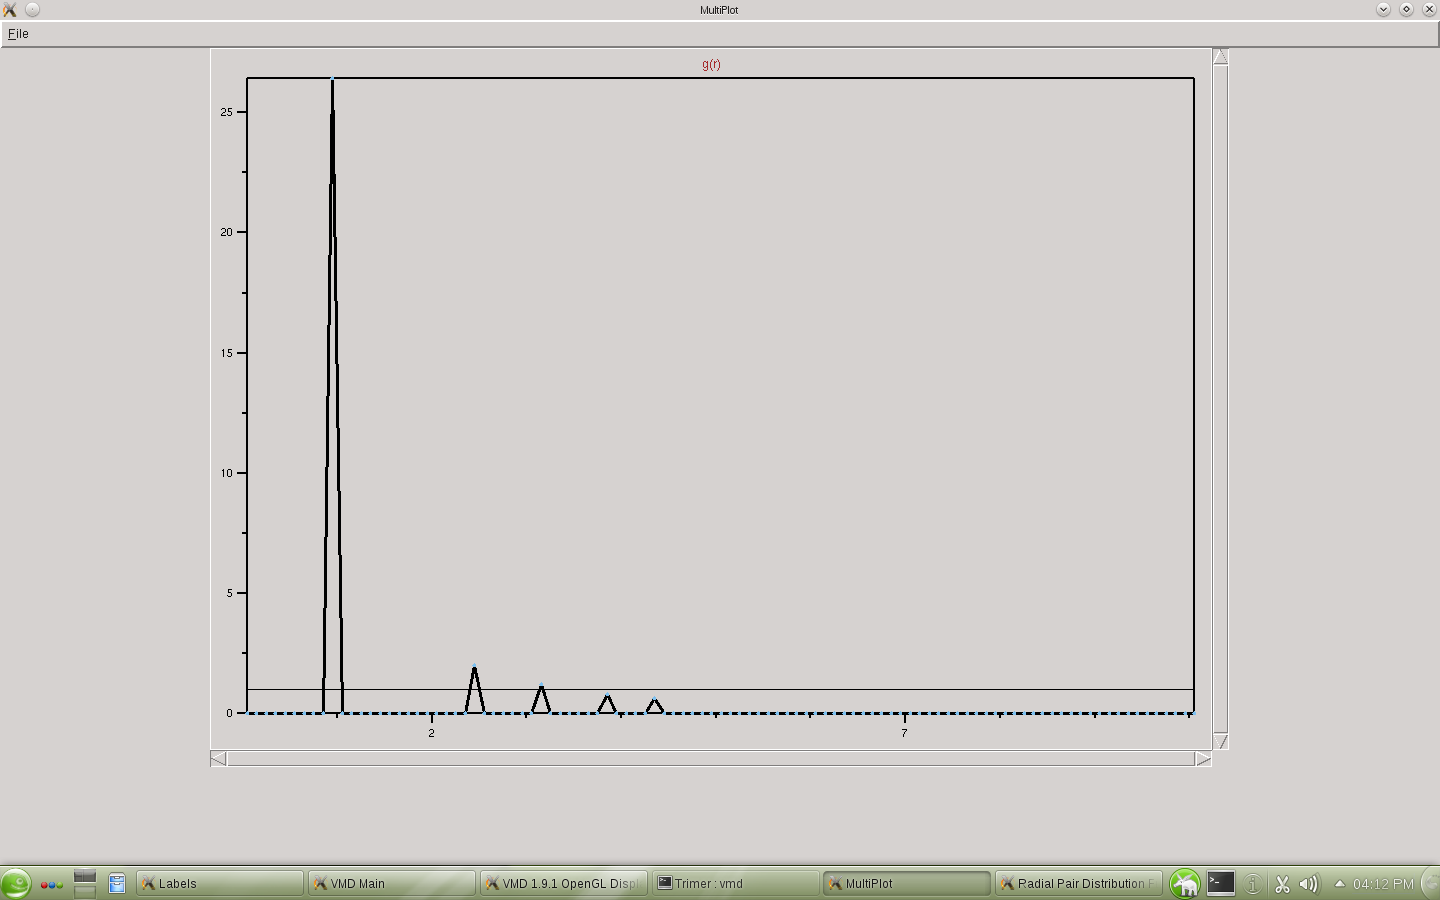 MultiPlot
File
g(r)
25
20
15
10
5
0
2
7
Labels
VMD Main
VMD 1.9.1 OpenGL Disp
Trimer : vmd
MultiPlot
Radial Pair Distribution F
04:12 PM